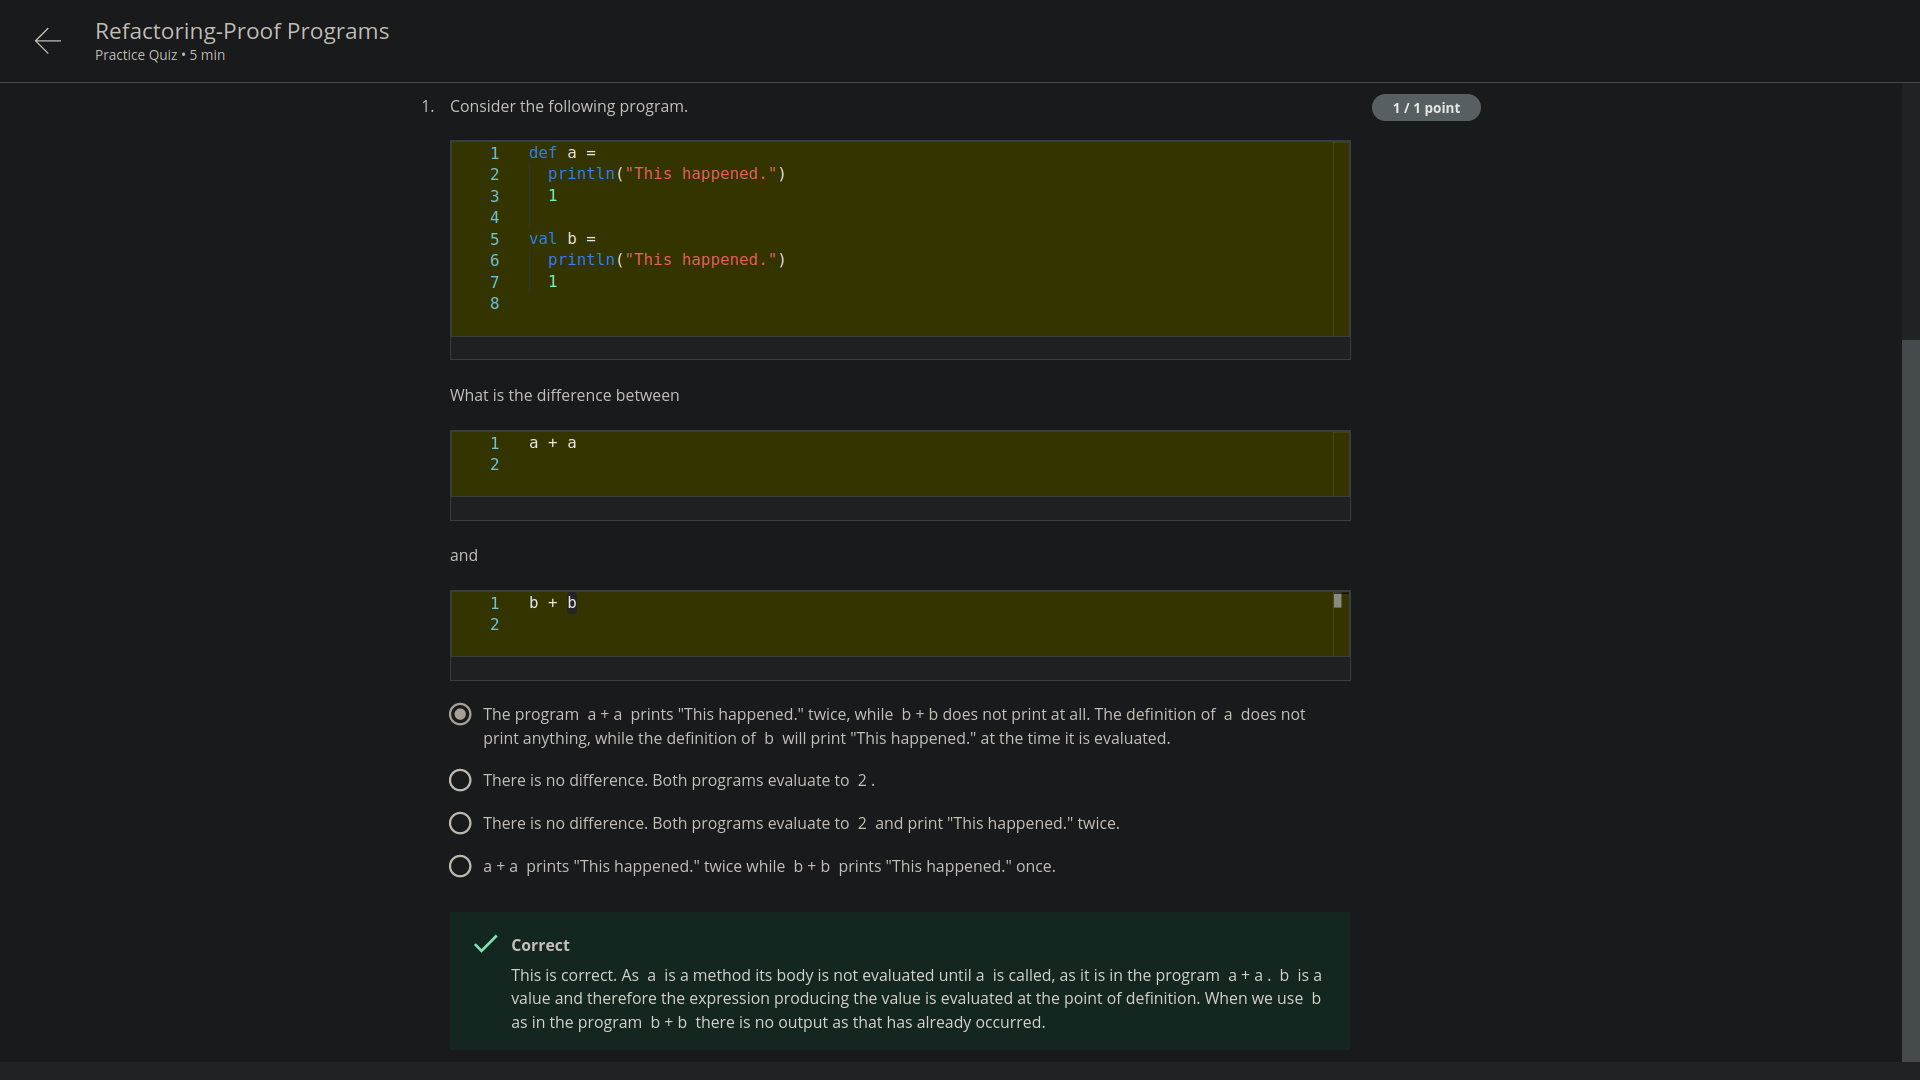 Refactoring-Proof Programs
Practice Quiz • 5 min
1. Consider the following program.
1 / 1 point
1 def a =
2 println("This happened.")
3 1
4
5 val b =
6 println("This happened.")
7 1
8
What is the difference between
1 a + a
2
and
1 b + b
2
The program a + a prints "This happened." twice, while b + b does not print at all. The definition of a does not
print anything, while the definition of b will print "This happened." at the time it is evaluated.
There is no difference. Both programs evaluate to 2 .
There is no difference. Both programs evaluate to 2 and print "This happened." twice.
a + a prints "This happened." twice while b + b prints "This happened." once.
Correct
This is correct. As a is a method its body is not evaluated until a is called, as it is in the program a + a . b is a
value and therefore the expression producing the value is evaluated at the point of definition. When we use b
as in the program b + b there is no output as that has already occurred.